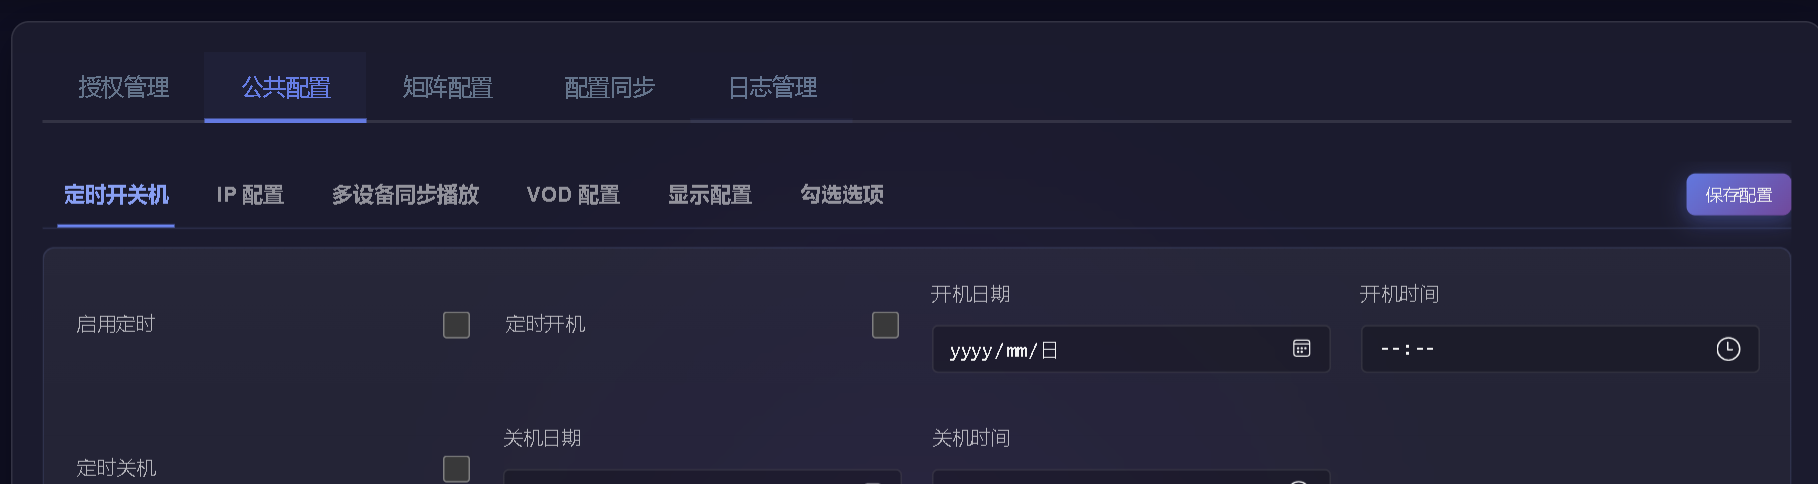 授权管理 公共配置 矩阵配置 配置同步 日志管理
定时开关机 IP 配置 多设备同步播放 VOD 配置 显示配置 勾选选项 保存配置
开机日期 开机时间
启用定时 定时开机
yyyy/mm/日 --:--
关机日期 关机时间
定时关机